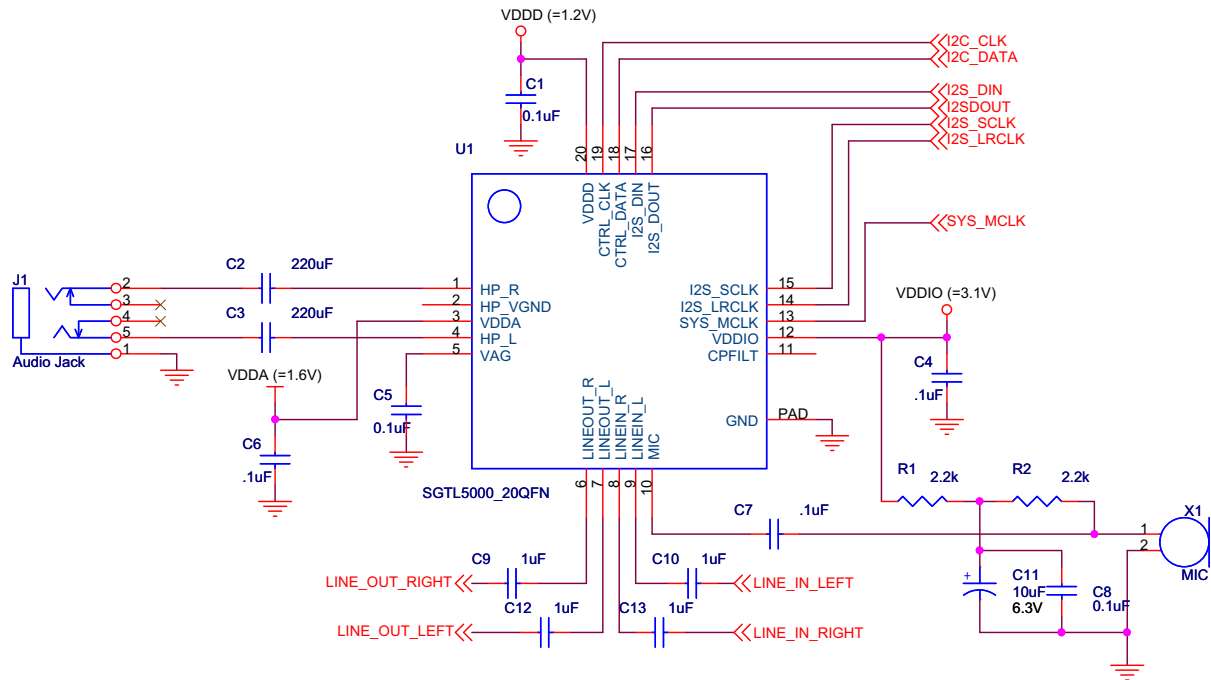 VDDD (=1.2V)
I2C_CLK
I2C_DATA
C1
0.1uF
I2S_DIN
I2SDOUT
I2S_SCLK
I2S_LRCLK
U1
20
19
18
17
16
VDDD
CTRL_CLK
CTRL_DATA
I2S_DIN
I2S_DOUT
SYS_MCLK
C2
220uF
J1
2
3
4
5
1
Audio Jack
C3
220uF
1
HP_R
2
HP_VGND
3
VDDA
4
HP_L
5
VAG
I2S_SCLK
15
I2S_LRCLK
14
SYS_MCLK
13
VDDIO
12
CPFILT
11
VDDIO (=3.1V)
C4
.1uF
VDDA (=1.6V)
C5
0.1uF
C6
.1uF
GND
PAD
LINEOUT_R
LINEOUT_L
LINEIN_R
LINEIN_L
MIC
6
7
8
9
10
SGTL5000_20QFN
R1
2.2k
R2
2.2k
C7
.1uF
X1
1
2
MIC
LINE_OUT_RIGHT
C9
1uF
C10
1uF
LINE_IN_LEFT
+
C11
10uF
6.3V
C8
0.1uF
LINE_OUT_LEFT
C12
1uF
C13
1uF
LINE_IN_RIGHT